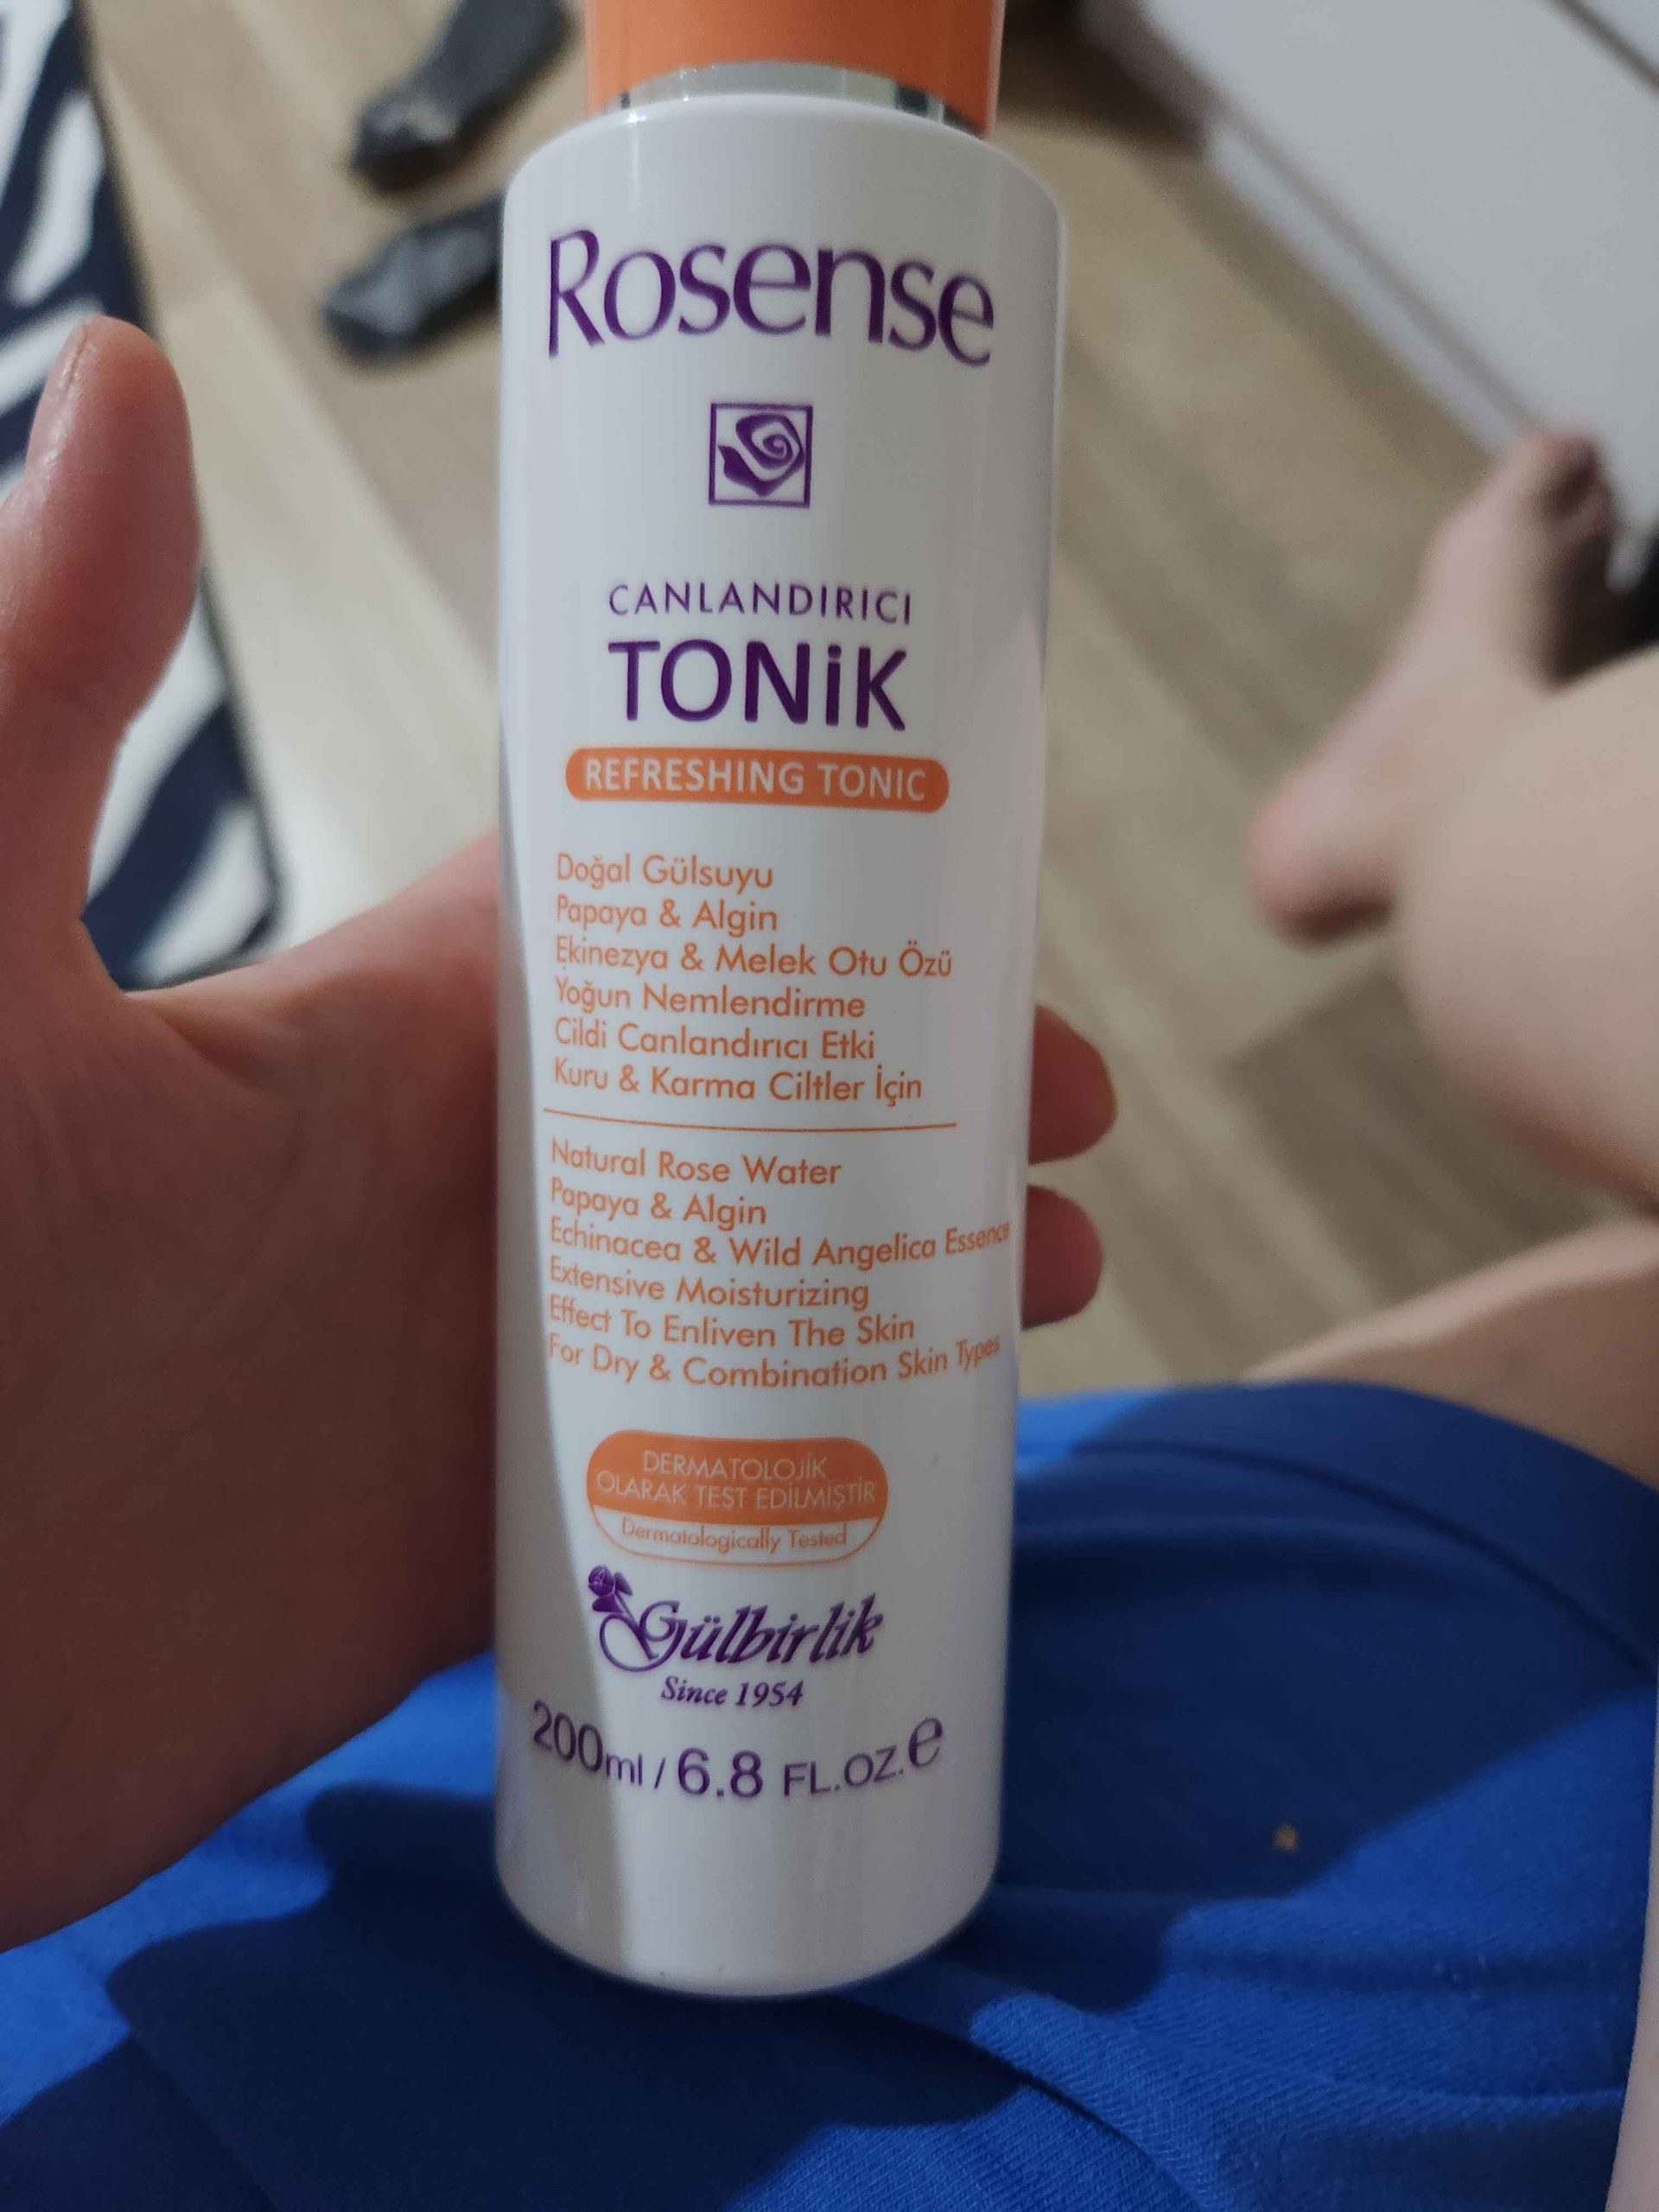 Rosense
CANLANDIRICI
TONİK
REFRESHING TONIC
Doğal Gülsuyu
Papaya & Algin
Ekinezya & Melek Otu Özü
Yoğun Nemlendirme
Cildi Canlandırıcı Etki
Kuru & Karma Ciltler İçin
Natural Rose Water
Papaya & Algin
Echinacea & Wild Angelica Essence
Extensive Moisturizing
Effect To Enliven The Skin
For Dry & Combination Skin Types
DERMATOLOJİK
OLARAK TEST EDİLMİŞTİR
Dermatologically Tested
Gülbirlik
Since 1954
200ml / 6.8 FL.OZ.e